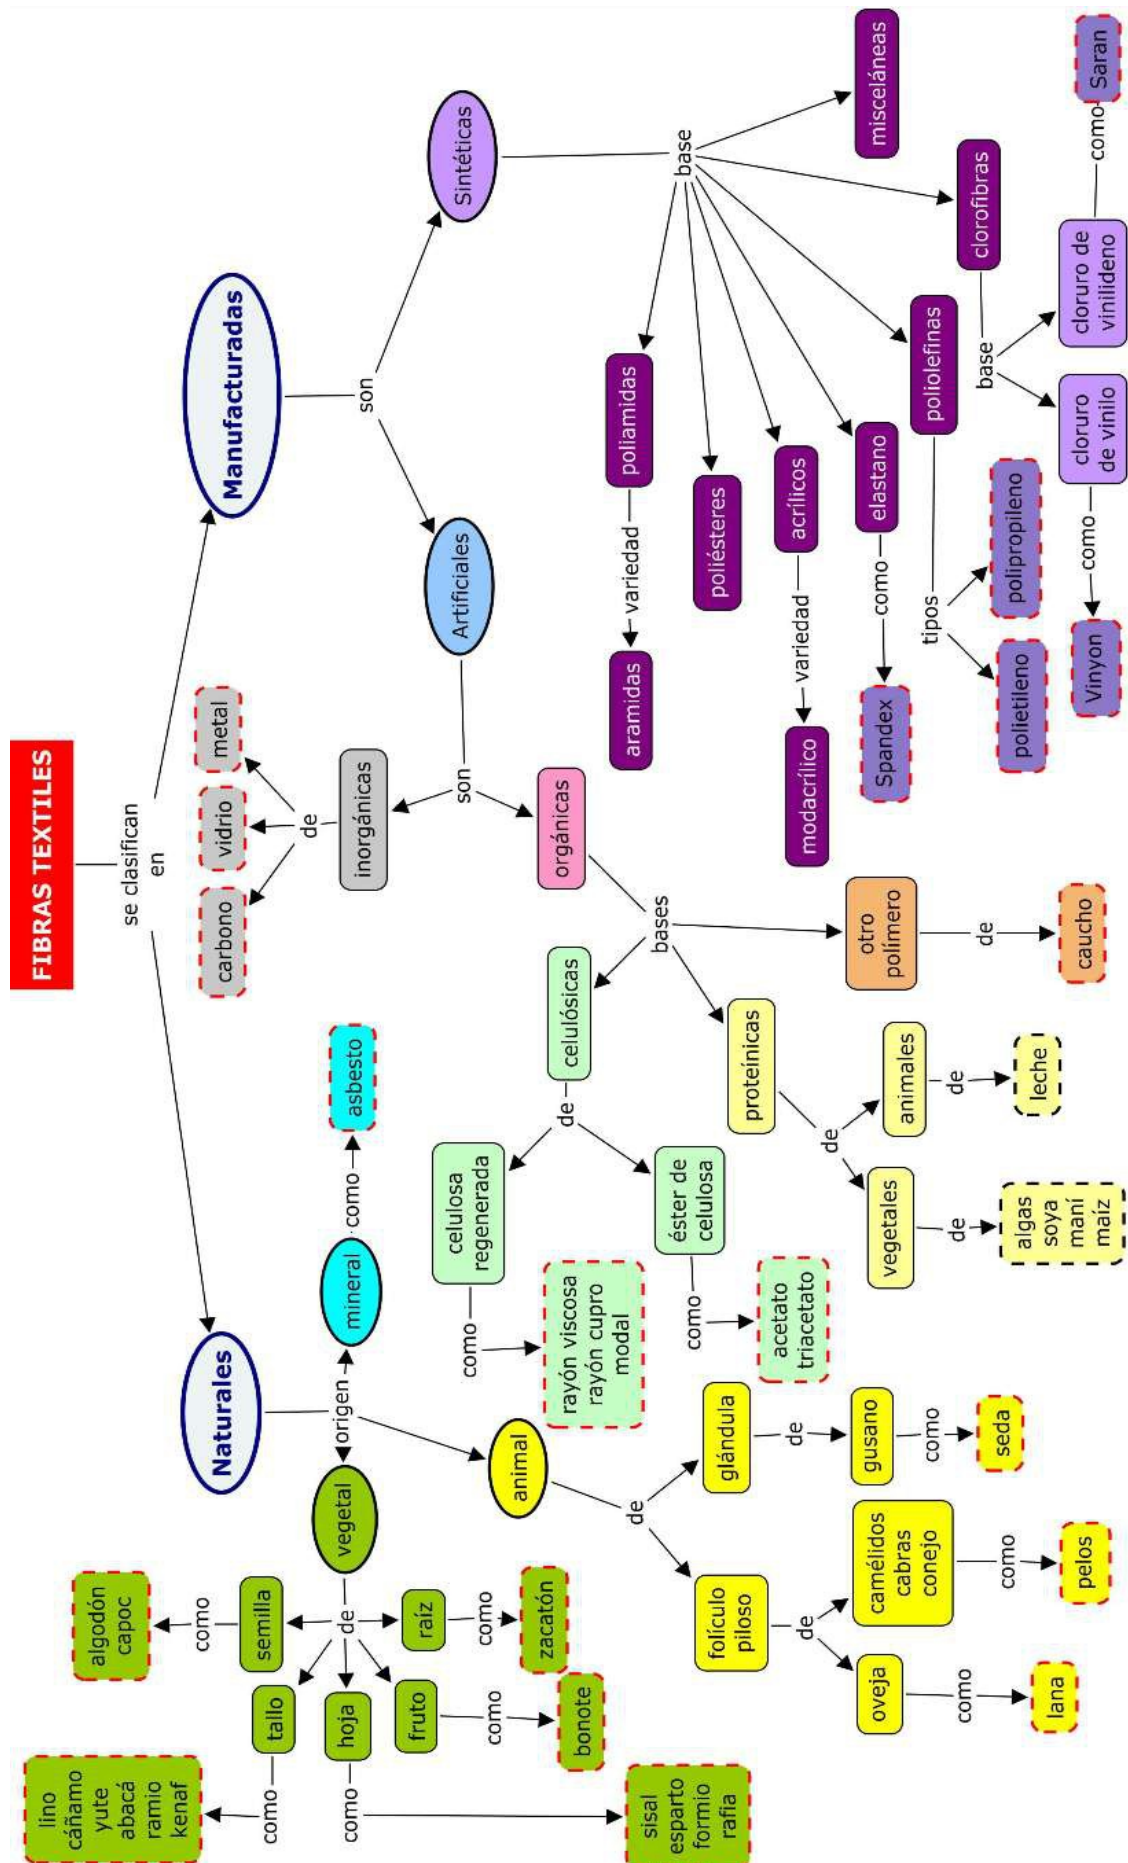 FIBRAS TEXTILES
se clasifican
en
Naturales
origen
vegetal
de
semilla
como
algodón
capoc
tallo
como
lino
cáñamo
yute
abacá
ramio
kenaf
hoja
como
sisal
esparto
formio
rafia
fruto
como
bonote
raíz
como
zacatón
mineral
como
asbesto
animal
de
folículo
piloso
de
oveja
como
lana
camélidos
cabras
conejo
como
pelos
glándula
de
gusano
como
seda
Manufacturadas
son
Artificiales
son
inorgánicas
de
carbono
vidrio
metal
orgánicas
bases
celulósicas
de
celulosa
regenerada
como
rayón viscosa
rayón cupro
modal
éster de
celulosa
como
acetato
triacetato
proteínicas
de
vegetales
de
algas
soya
maní
maíz
animales
de
leche
otro
polímero
de
caucho
Sintéticas
base
poliamidas
variedad
aramidas
poliésteres
acrílicos
variedad
modacrílico
elastano
como
Spandex
poliolefinas
tipos
polietileno
polipropileno
clorofibras
base
cloruro
de vinilo
como
Vinyon
cloruro de
vinilideno
como
Saran
misceláneas